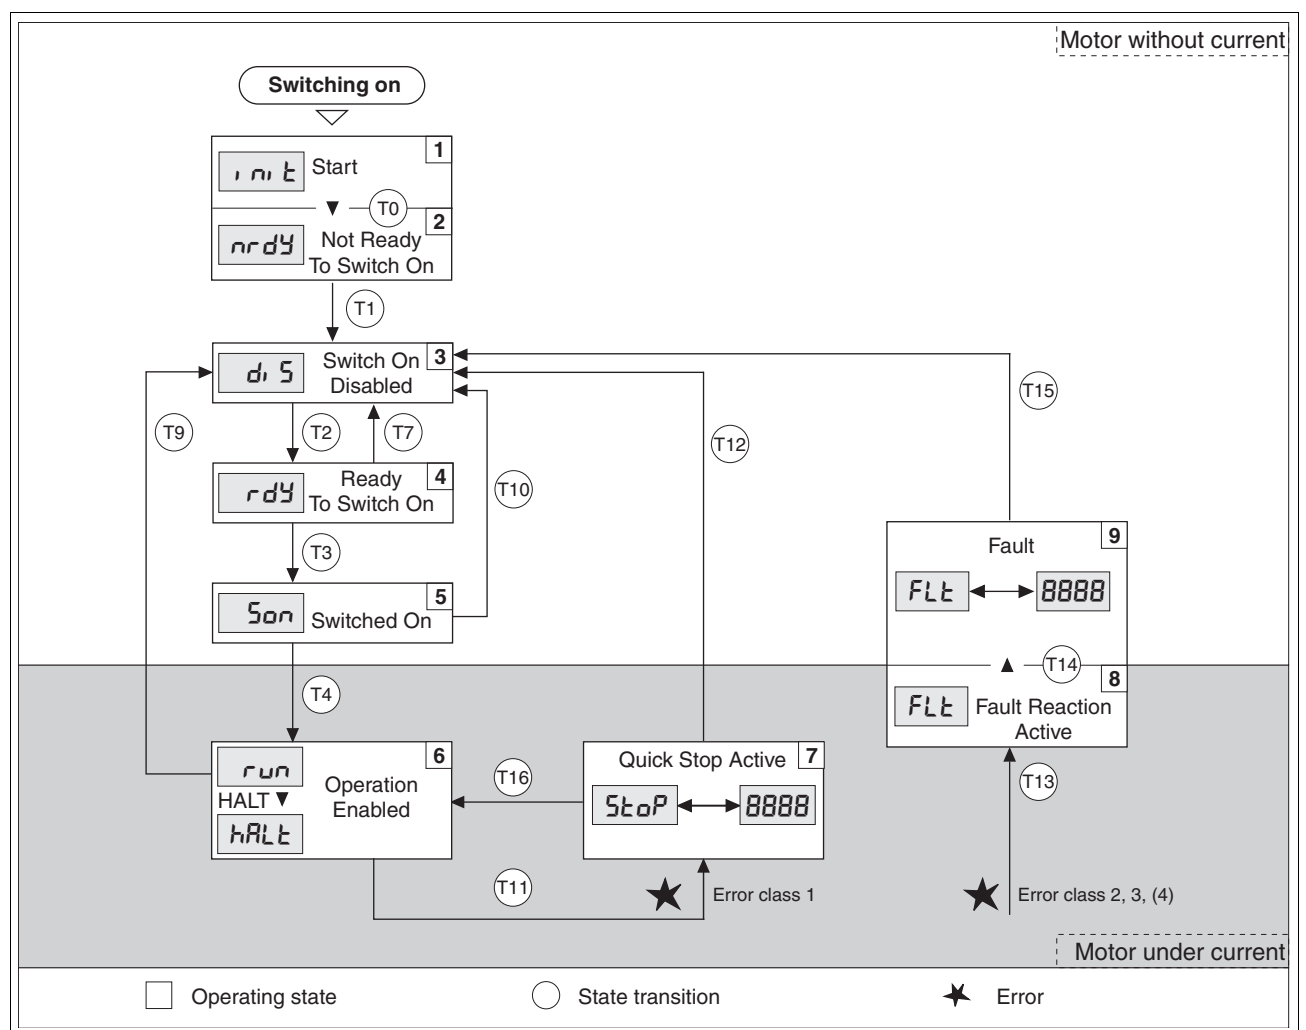 Motor without current
Switching on
1
init Start
T0
2
nrdy Not Ready
To Switch On
T1
diS Switch On
Disabled
3
T9
T2
T7
T12
T15
rdy Ready
To Switch On
4
T10
T3
Son Switched On
5
9
Fault
FLt 8888
T14
8
FLt Fault Reaction
Active
T4
6
run
HALT
hALt
Operation
Enabled
T16
Quick Stop Active 7
StoP 8888
T13
T11
Error class 1
Error class 2, 3, (4)
Motor under current
Operating state
State transition
Error